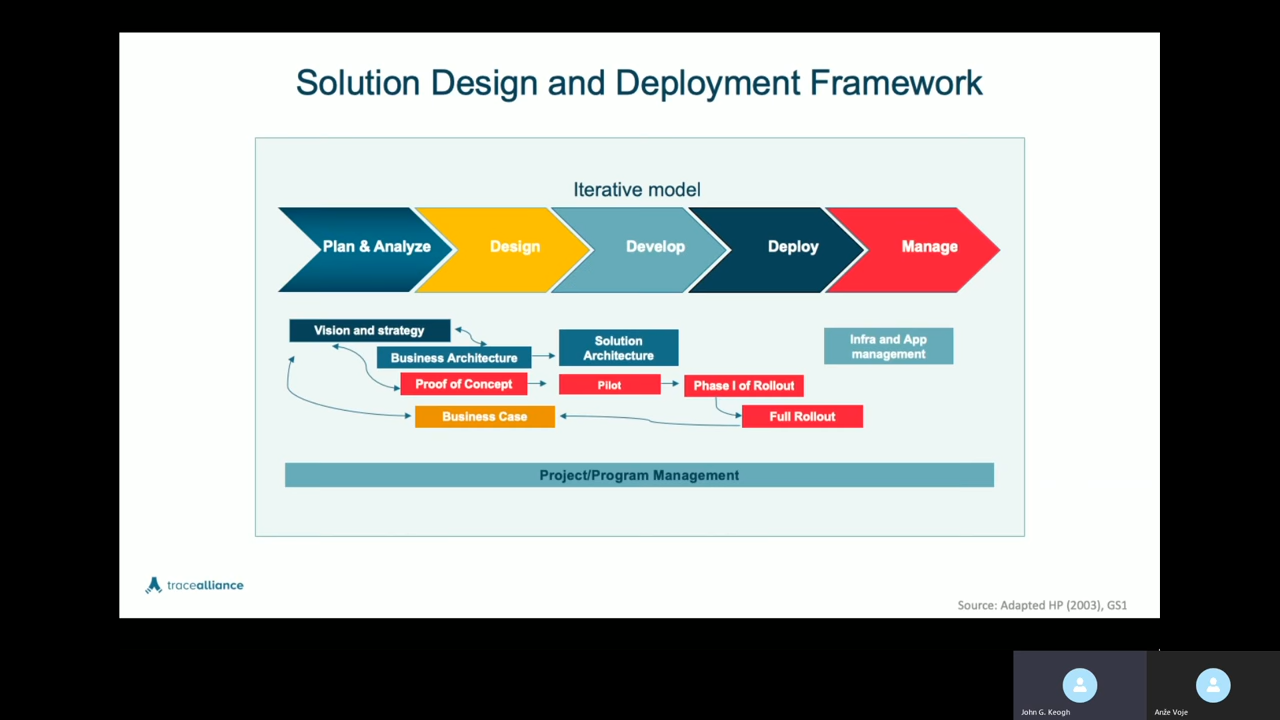 Solution Design and Deployment Framework
Iterative model
Plan & Analyze
Design
Develop
Deploy
Manage
Vision and strategy
Business Architecture
Solution
Architecture
Infra and App
management
Proof of Concept
Pilot
Phase I of Rollout
Business Case
Full Rollout
Project/Program Management
tracealliance
Source: Adapted HP (2003), GS1
John G. Keogh
Anže Voje